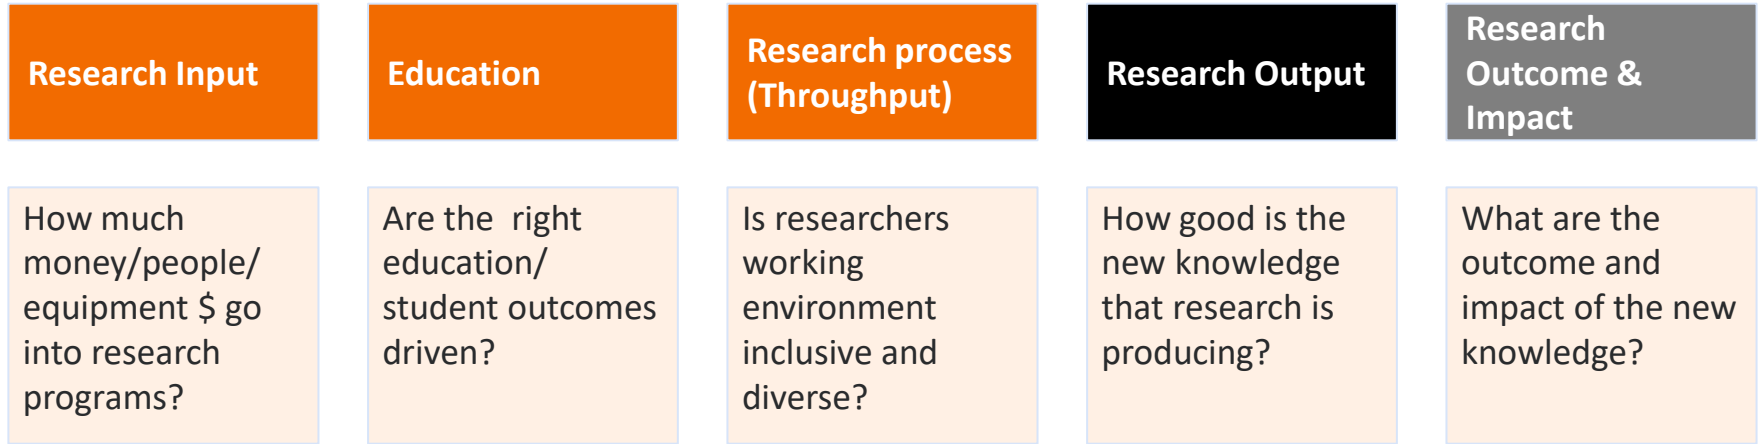 Research Input
Education
Research process
(Throughput)
Research Output
Research
Outcome &
Impact
How much
money/people/
equipment $ go
into research
programs?
Are the  right
education/
student outcomes
driven?
Is researchers
working
environment
inclusive and
diverse?
How good is the
new knowledge
that research is
producing?
What are the
outcome and
impact of the new
knowledge?